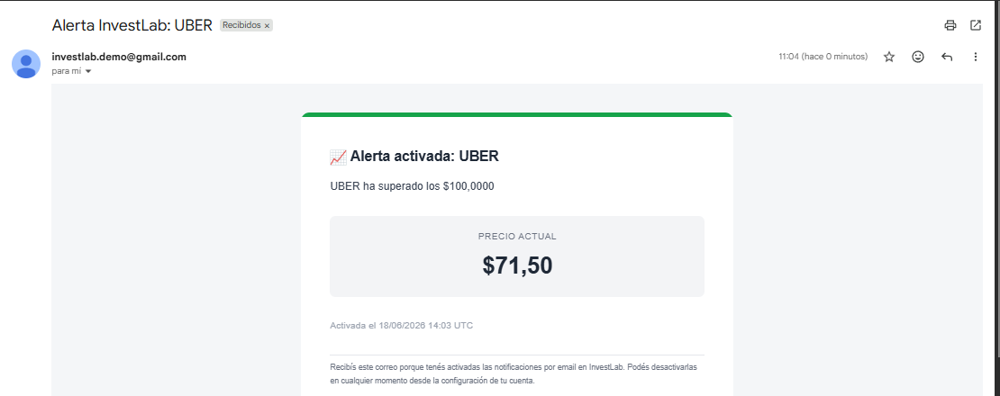 Alerta InvestLab: UBER Recibidos ×
investlab.demo@gmail.com 11:04 (hace 0 minutos)
para mí
📈 Alerta activada: UBER
UBER ha superado los $100,0000
PRECIO ACTUAL
$71,50
Activada el 18/06/2026 14:03 UTC
Recibís este correo porque tenés activadas las notificaciones por email en InvestLab. Podés desactivarlas
en cualquier momento desde la configuración de tu cuenta.